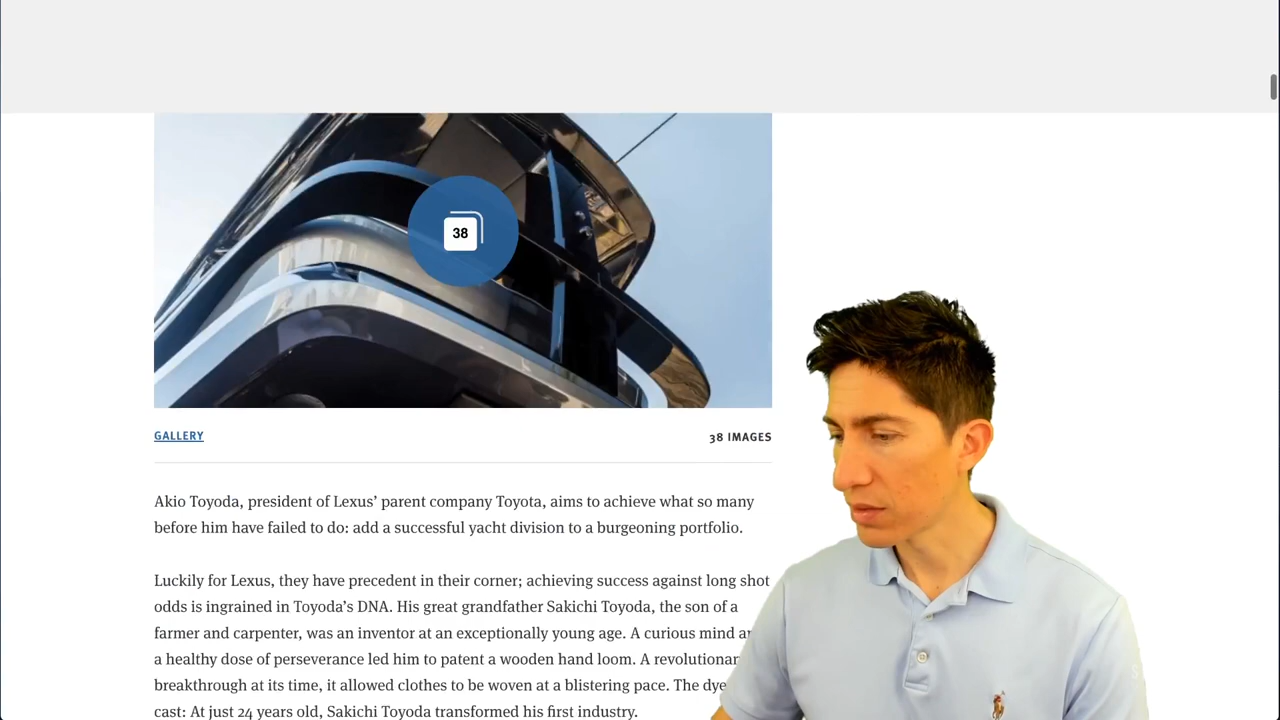 38
GALLERY
38 IMAGES
Akio Toyoda, president of Lexus’ parent company Toyota, aims to achieve what so many
before him have failed to do: add a successful yacht division to a burgeoning portfolio.
Luckily for Lexus, they have precedent in their corner; achieving success against long shot
odds is ingrained in Toyoda’s DNA. His great grandfather Sakichi Toyoda, the son of a
farmer and carpenter, was an inventor at an exceptionally young age. A curious mind
a healthy dose of perseverance led him to patent a wooden hand loom. A
breakthrough at its time, it allowed clothes to be woven at a blistering pace. The dye
cast: At just 24 years old, Sakichi Toyoda transformed his first industry.